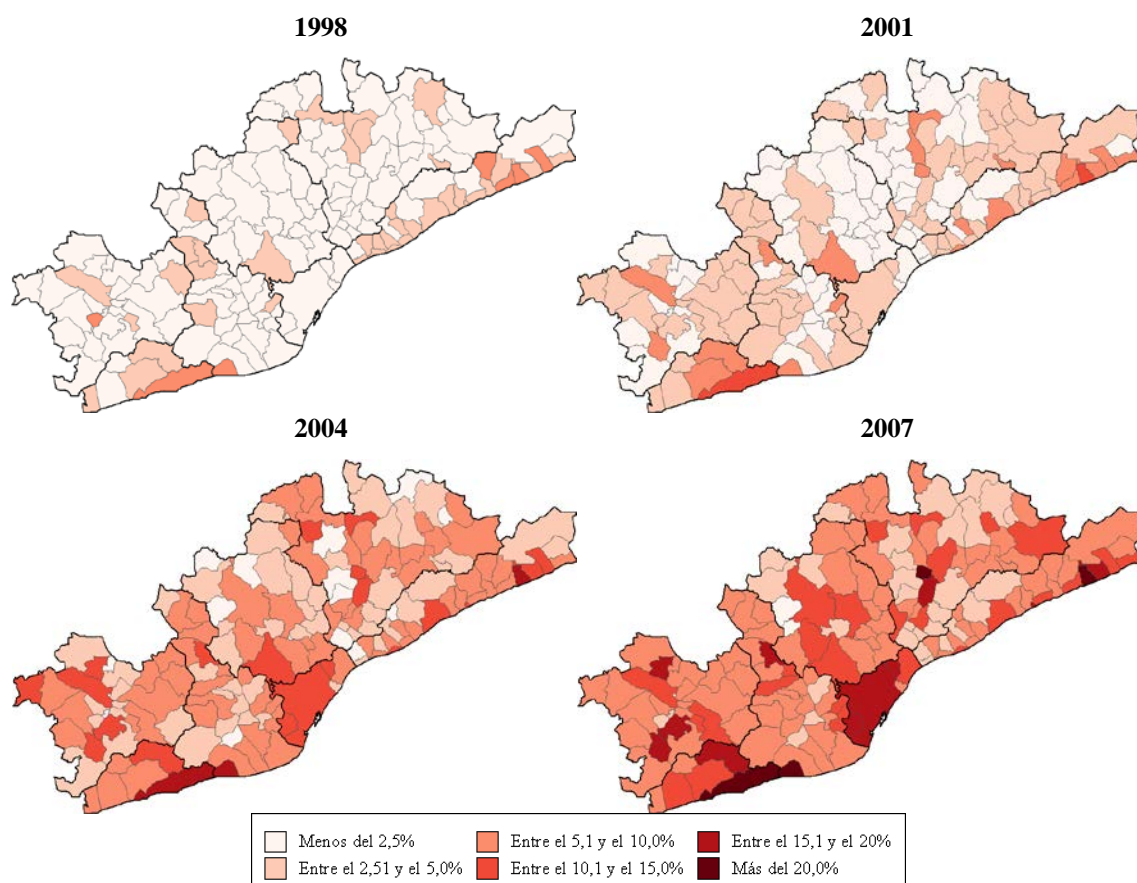 1998
2001
2004
2007
Menos del 2,5%
Entre el 5,1 y el 10,0%
Entre el 15,1 y el 20%
Entre el 2,51 y el 5,0%
Entre el 10,1 y el 15,0%
Más del 20,0%